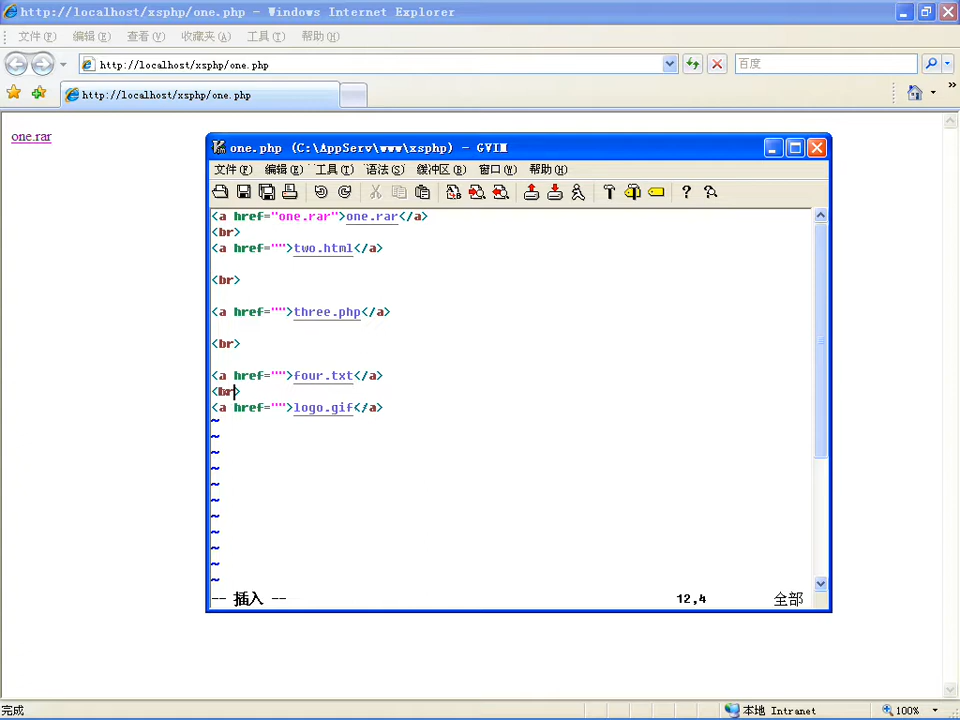 http://localhost/xsphp/one.php - Windows Internet Explorer
文件(F) 编辑(E) 查看(V) 收藏夹(A) 工具(T) 帮助(H)
http://localhost/xsphp/one.php 百度
http://localhost/xsphp/one.php
one.rar
one.php (C:\AppServ\www\xsphp) - GVIM
文件(F) 编辑(E) 工具(T) 语法(S) 缓冲区(B) 窗口(W) 帮助(H)
<a href="one.rar">one.rar</a>
<br>
<a href="">two.html</a>
<br>
<a href="">three.php</a>
<br>
<a href="">four.txt</a>
<br>
<a href="">logo.gif</a>
~
~
~
~
~
~
~
~
~
~
~
-- 插入 -- 12,4 全部
完成 本地 Intranet 100%